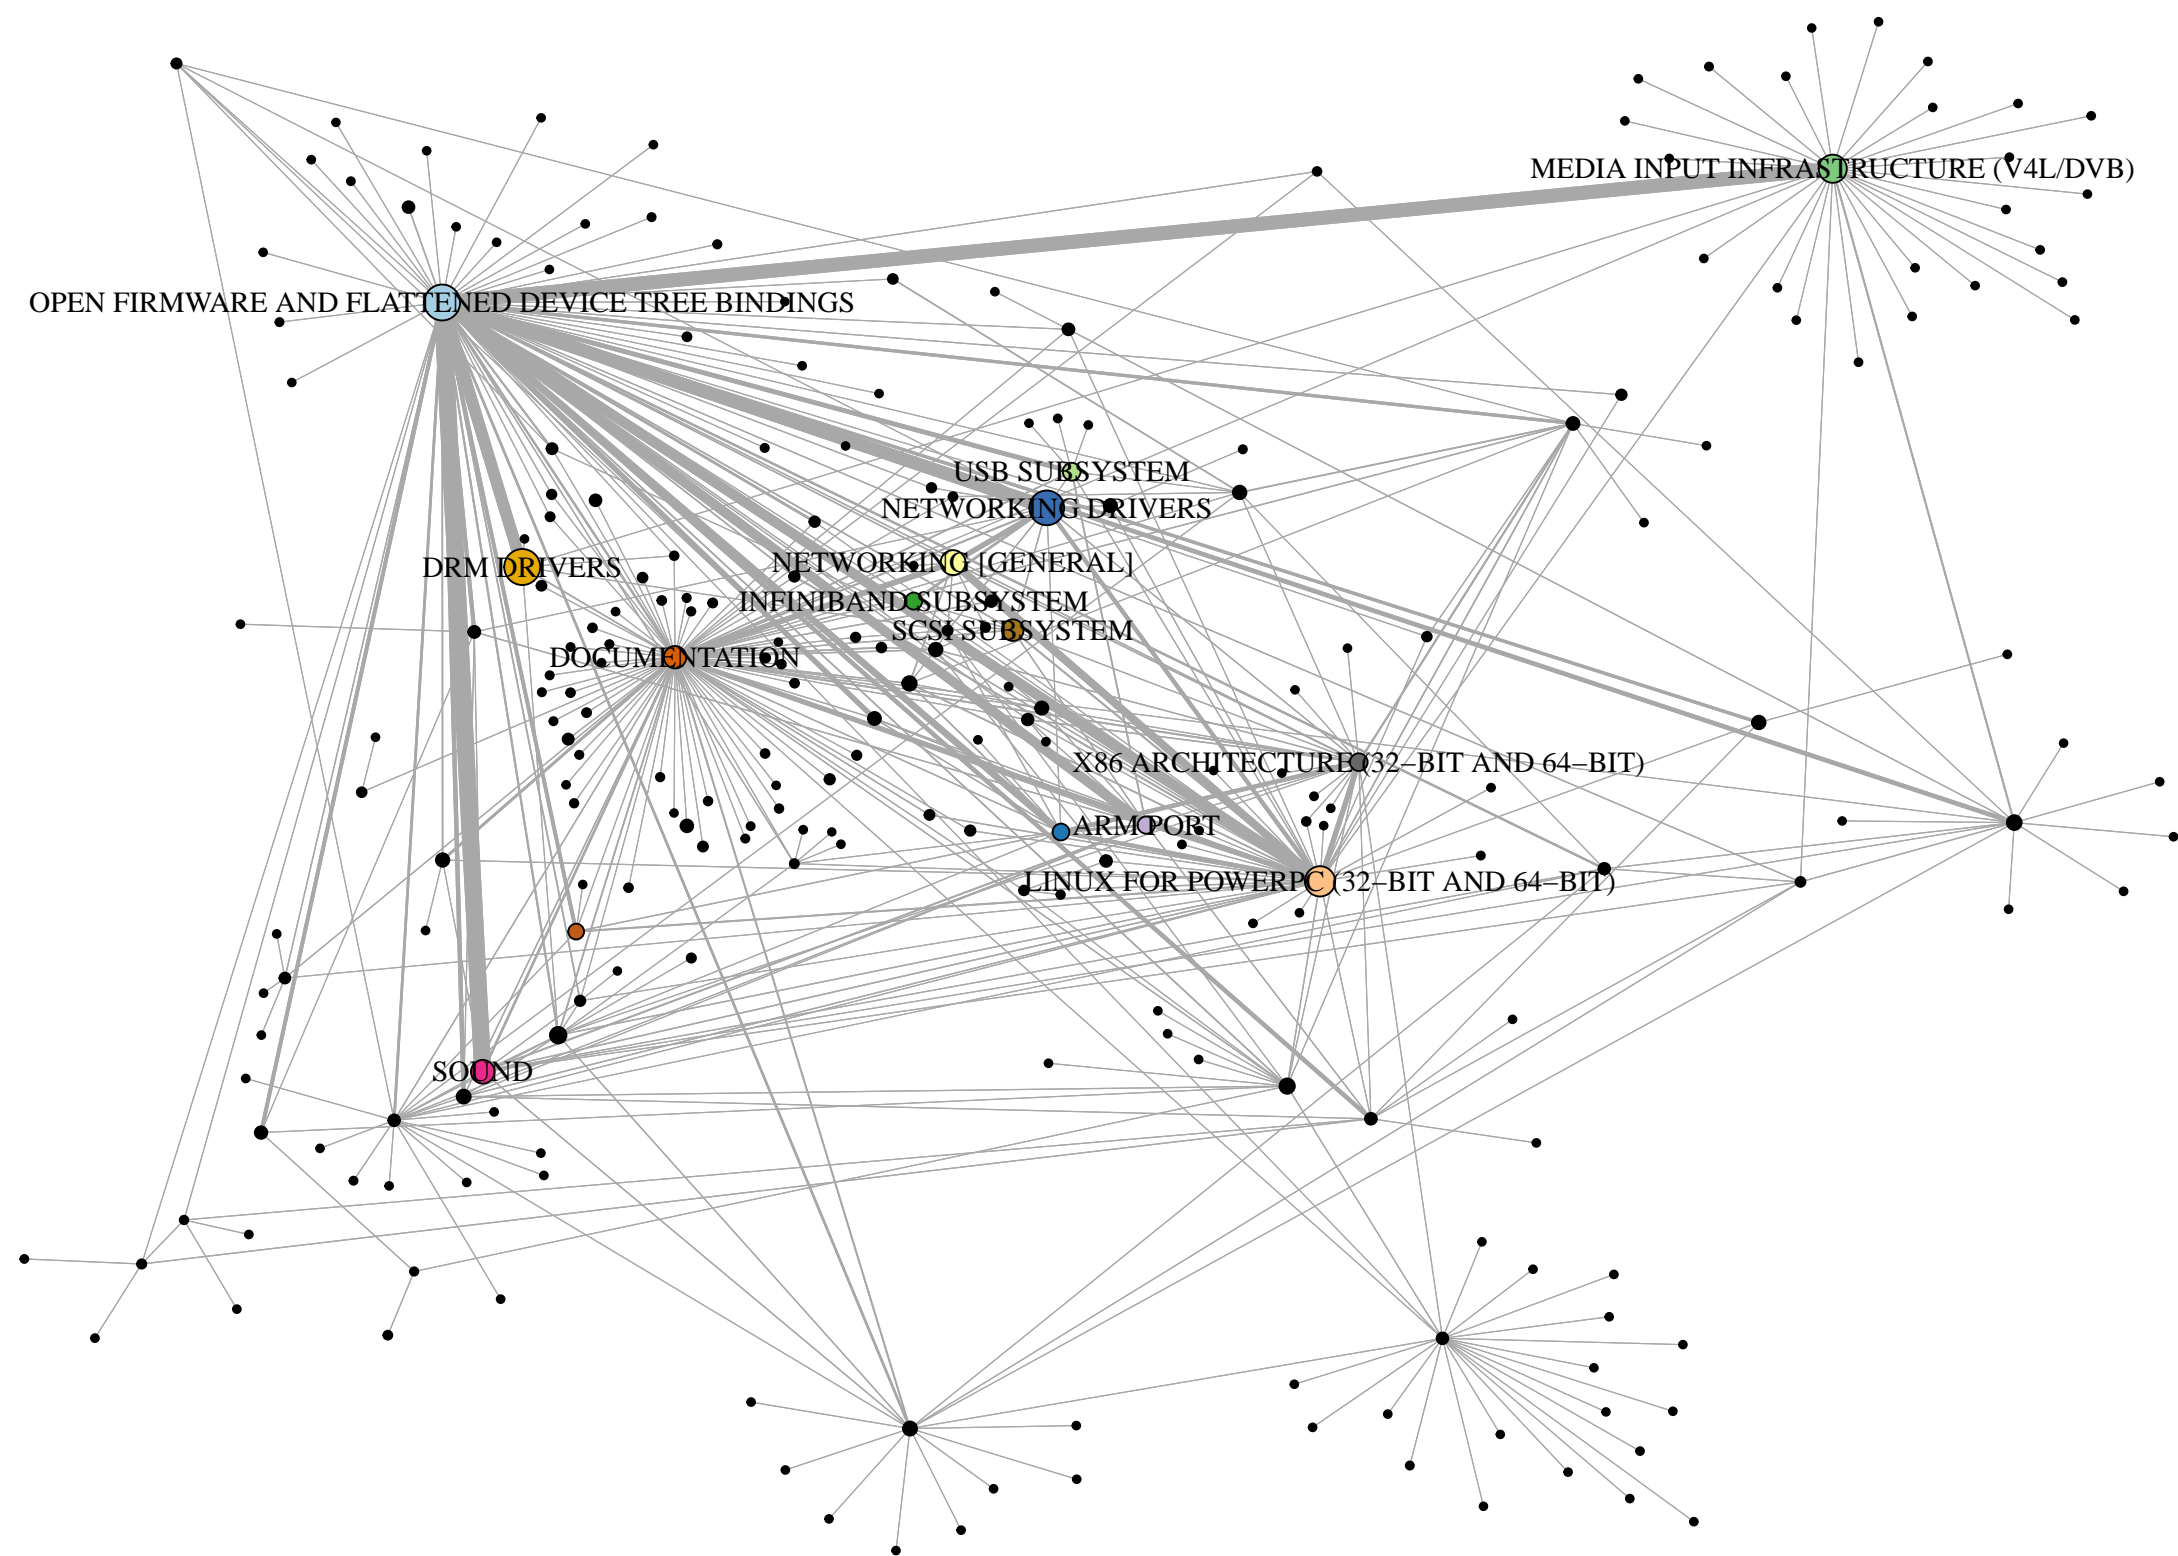 MEDIA INPUT INFRASTRUCTURE (V4L/DVB)
OPEN FIRMWARE AND FLATTENED DEVICE TREE BINDINGS
USB SUBSYSTEM
NETWORKING DRIVERS
NETWORKING [GENERAL]
DRM DRIVERS
INFINIBAND SUBSYSTEM
SCSI SUBSYSTEM
DOCUMENTATION
X86 ARCHITECTURE (32−BIT AND 64−BIT)
ARM PORT
LINUX FOR POWERPC (32−BIT AND 64−BIT)
SOUND